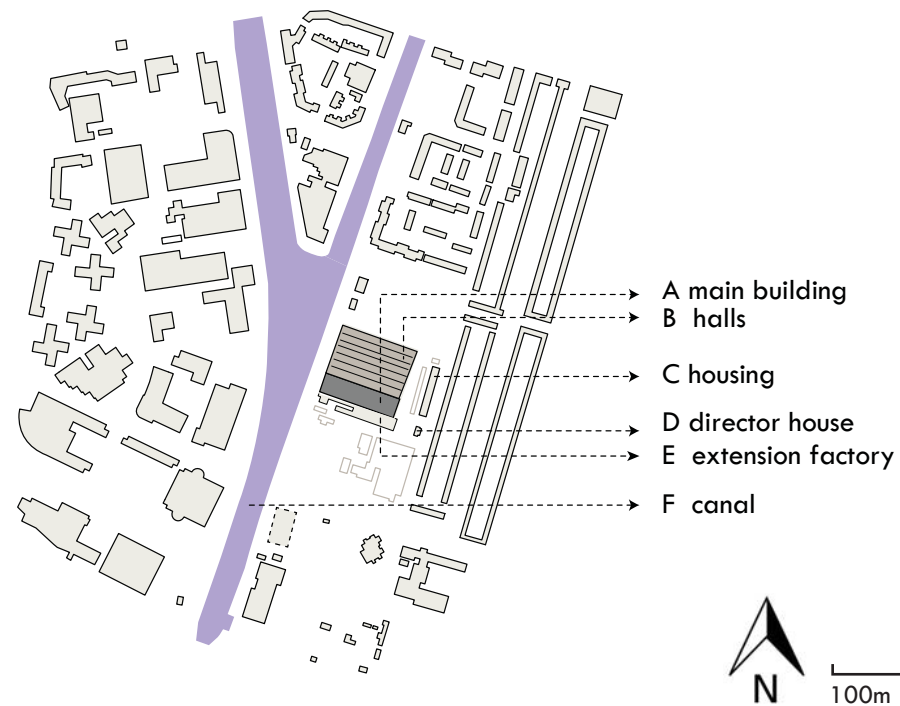 A main building
B halls
C housing
D director house
E extension factory
F canal
N
100m